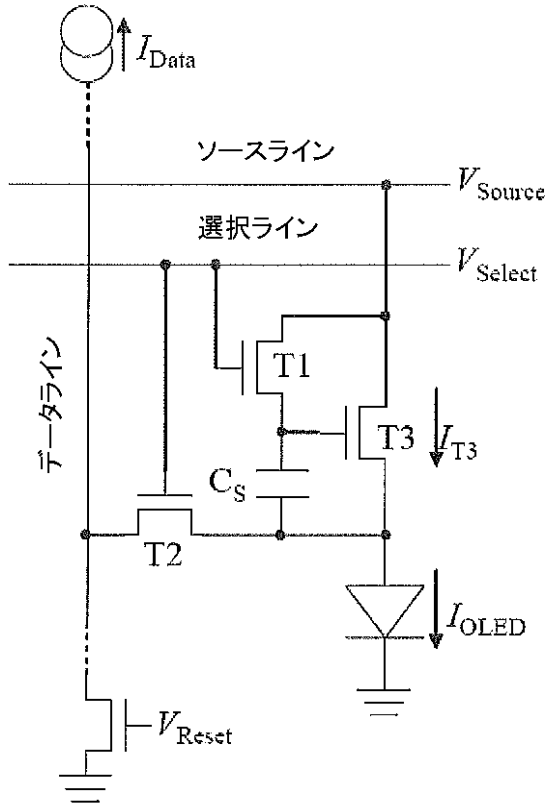 I_Data
ソースライン
V_Source
選択ライン
V_Select
データライン
T1
T3
I_T3
C_S
T2
I_OLED
V_Reset